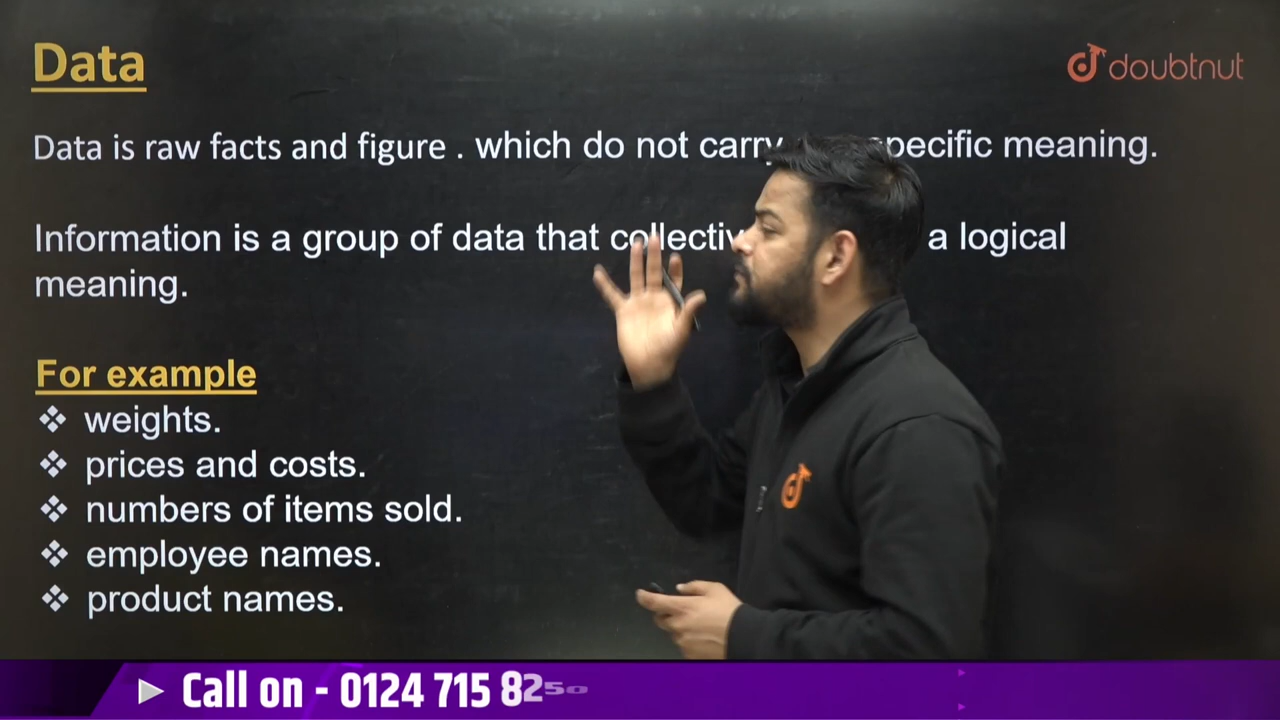 Data
doubtnut
Data is raw facts and figure . which do not carry specific meaning.
Information is a group of data that a logical
meaning.
For example
❖ weights.
❖ prices and costs.
❖ numbers of items sold.
❖ employee names.
❖ product names.
Call on - 0124 715 8250